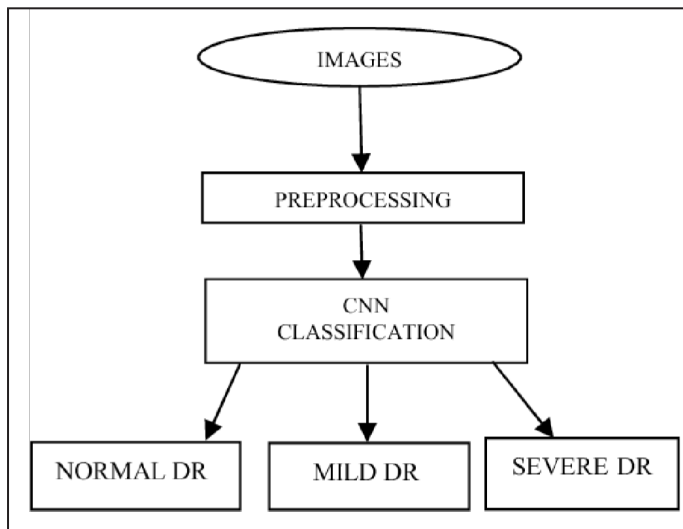 IMAGES
PREPROCESSING
CNN
CLASSIFICATION
NORMAL DR
MILD DR
SEVERE DR